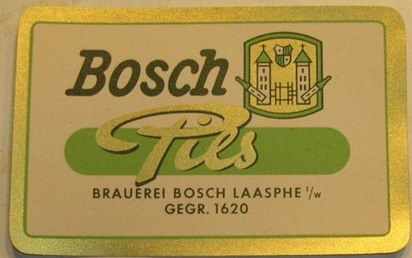 Bosch
Pils
BRAUEREI BOSCH LAASPHE i/w
GEGR. 1620